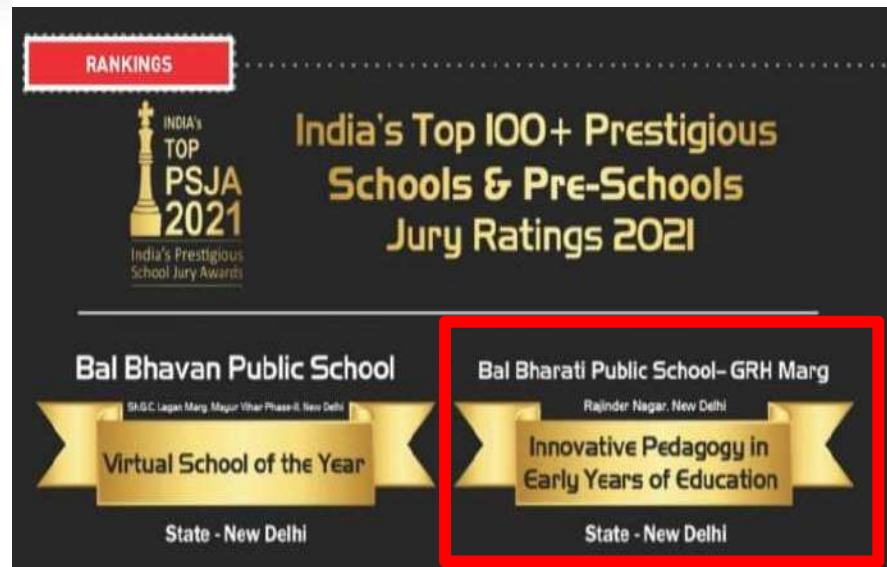 RANKINGS
INDIA's
TOP
PSJA
2021
India's Prestigious
School Jury Awards
India's Top 100+ Prestigious
Schools & Pre-Schools
Jury Ratings 2021
Bal Bhavan Public School
Sh.G.C. Lagan Marg, Mayur Vihar Phase-II, New Delhi
Virtual School of the Year
State - New Delhi
Bal Bharati Public School- GRH Marg
Rajinder Nagar, New Delhi
Innovative Pedagogy in
Early Years of Education
State - New Delhi